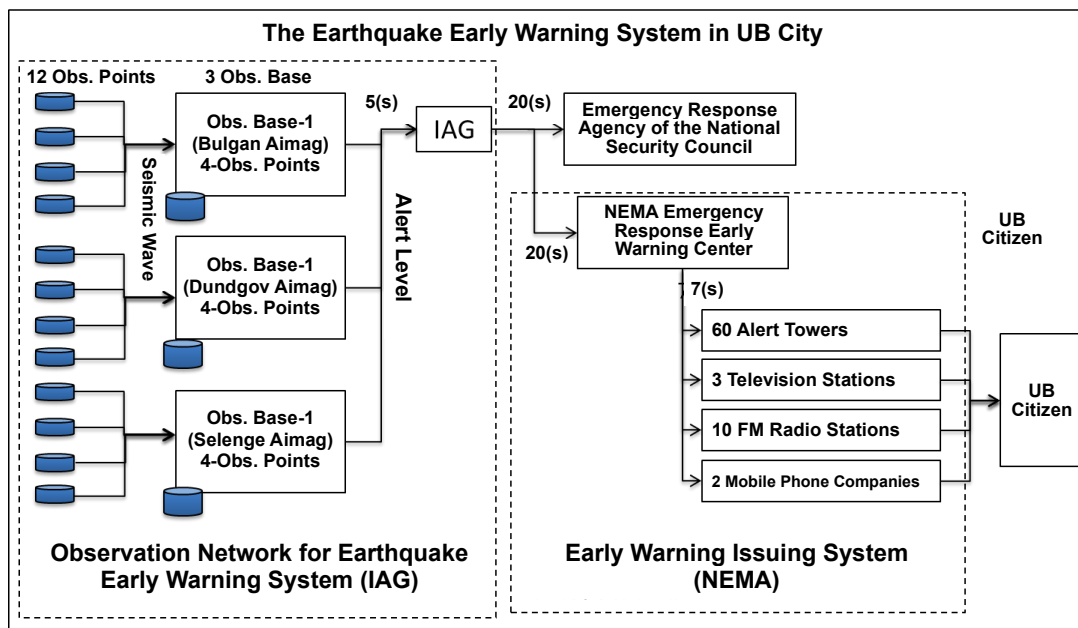 The Earthquake Early Warning System in UB City
12 Obs. Points
3 Obs. Base
Seismic Wave
Obs. Base-1
(Bulgan Aimag)
4-Obs. Points
Obs. Base-1
(Dundgov Aimag)
4-Obs. Points
Obs. Base-1
(Selenge Aimag)
4-Obs. Points
5(s)
Alert Level
IAG
20(s)
Emergency Response
Agency of the National
Security Council
20(s)
NEMA Emergency
Response Early
Warning Center
7(s)
60 Alert Towers
3 Television Stations
10 FM Radio Stations
2 Mobile Phone Companies
UB
Citizen
UB
Citizen
Observation Network for Earthquake
Early Warning System (IAG)
Early Warning Issuing System
(NEMA)